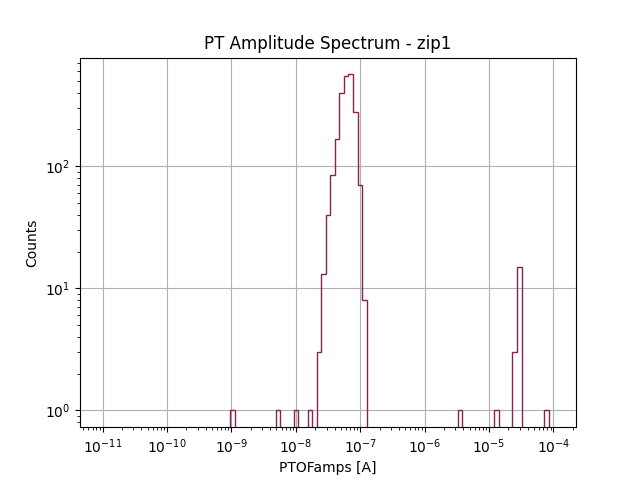 PT Amplitude Spectrum - zip1
Counts
10²
10¹
10⁰
10⁻¹¹ 10⁻¹⁰ 10⁻⁹ 10⁻⁸ 10⁻⁷ 10⁻⁶ 10⁻⁵ 10⁻⁴
PTOFamps [A]